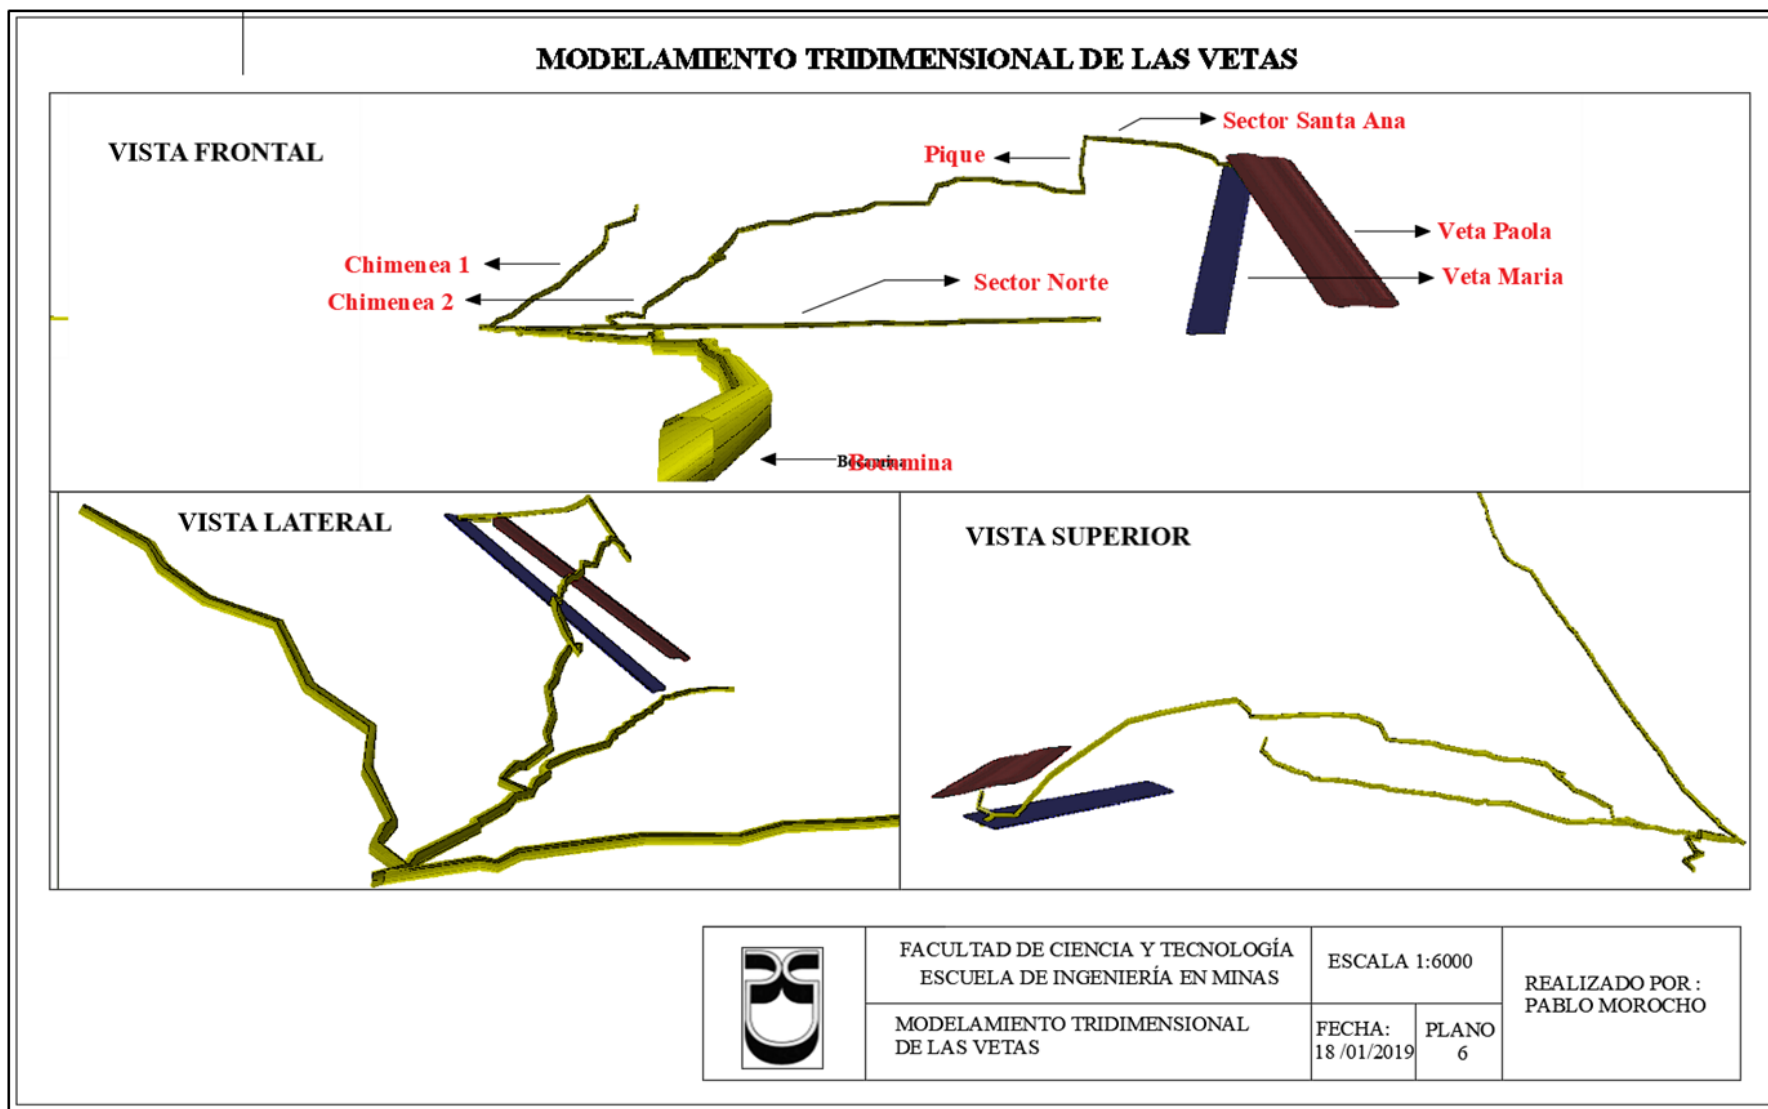 MODELAMIENTO TRIDIMENSIONAL DE LAS VETAS
VISTA FRONTAL
Sector Santa Ana
Pique
Veta Paola
Chimenea 1
Veta Maria
Sector Norte
Chimenea 2
Bocamina
Bocamina
VISTA LATERAL
VISTA SUPERIOR
FACULTAD DE CIENCIA Y TECNOLOGÍA
ESCUELA DE INGENIERÍA EN MINAS
ESCALA 1:6000
REALIZADO POR :
PABLO MOROCHO
MODELAMIENTO TRIDIMENSIONAL
DE LAS VETAS
FECHA:
18 /01/2019
PLANO
6